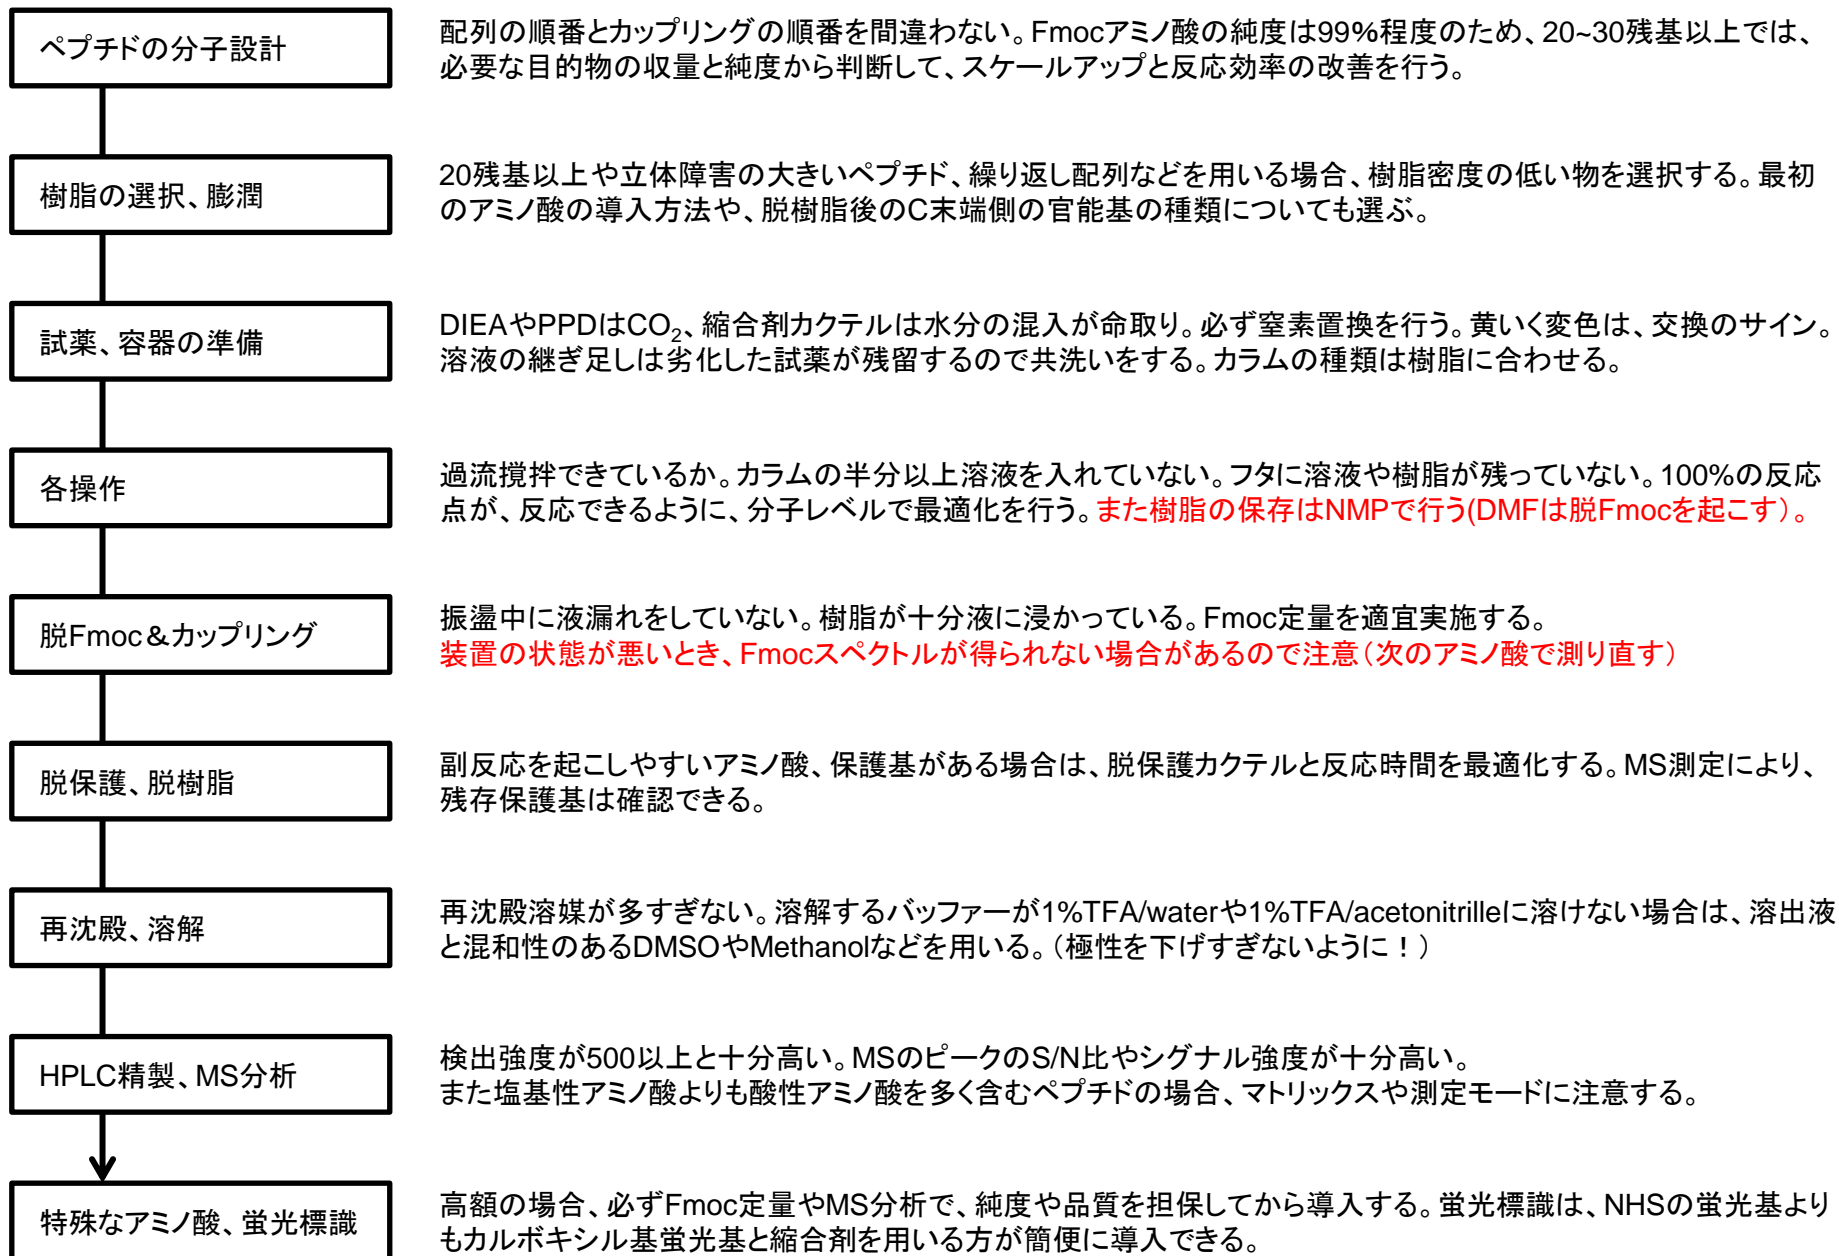 ペプチドの分子設計
配列の順番とカップリングの順番を間違わない。Fmocアミノ酸の純度は99%程度のため、20~30残基以上では、
必要な目的物の収量と純度から判断して、スケールアップと反応効率の改善を行う。
樹脂の選択、膨潤
20残基以上や立体障害の大きいペプチド、繰り返し配列などを用いる場合、樹脂密度の低い物を選択する。最初
のアミノ酸の導入方法や、脱樹脂後のC末端側の官能基の種類についても選ぶ。
試薬、容器の準備
DIEAやPPDはCO2、縮合剤カクテルは水分の混入が命取り。必ず窒素置換を行う。黄いく変色は、交換のサイン。
溶液の継ぎ足しは劣化した試薬が残留するので共洗いをする。カラムの種類は樹脂に合わせる。
各操作
過流撹拌できているか。カラムの半分以上溶液を入れていない。フタに溶液や樹脂が残っていない。100%の反応
点が、反応できるように、分子レベルで最適化を行う。また樹脂の保存はNMPで行う(DMFは脱Fmocを起こす）。
脱Fmoc＆カップリング
振盪中に液漏れをしていない。樹脂が十分液に浸かっている。Fmoc定量を適宜実施する。
装置の状態が悪いとき、Fmocスペクトルが得られない場合があるので注意（次のアミノ酸で測り直す）
脱保護、脱樹脂
副反応を起こしやすいアミノ酸、保護基がある場合は、脱保護カクテルと反応時間を最適化する。MS測定により、
残存保護基は確認できる。
再沈殿、溶解
再沈殿溶媒が多すぎない。溶解するバッファーが1%TFA/waterや1%TFA/acetonitrilleに溶けない場合は、溶出液
と混和性のあるDMSOやMethanolなどを用いる。（極性を下げすぎないように！）
HPLC精製、MS分析
検出強度が500以上と十分高い。MSのピークのS/N比やシグナル強度が十分高い。
また塩基性アミノ酸よりも酸性アミノ酸を多く含むペプチドの場合、マトリックスや測定モードに注意する。
特殊なアミノ酸、蛍光標識
高額の場合、必ずFmoc定量やMS分析で、純度や品質を担保してから導入する。蛍光標識は、NHSの蛍光基より
もカルボキシル基蛍光基と縮合剤を用いる方が簡便に導入できる。